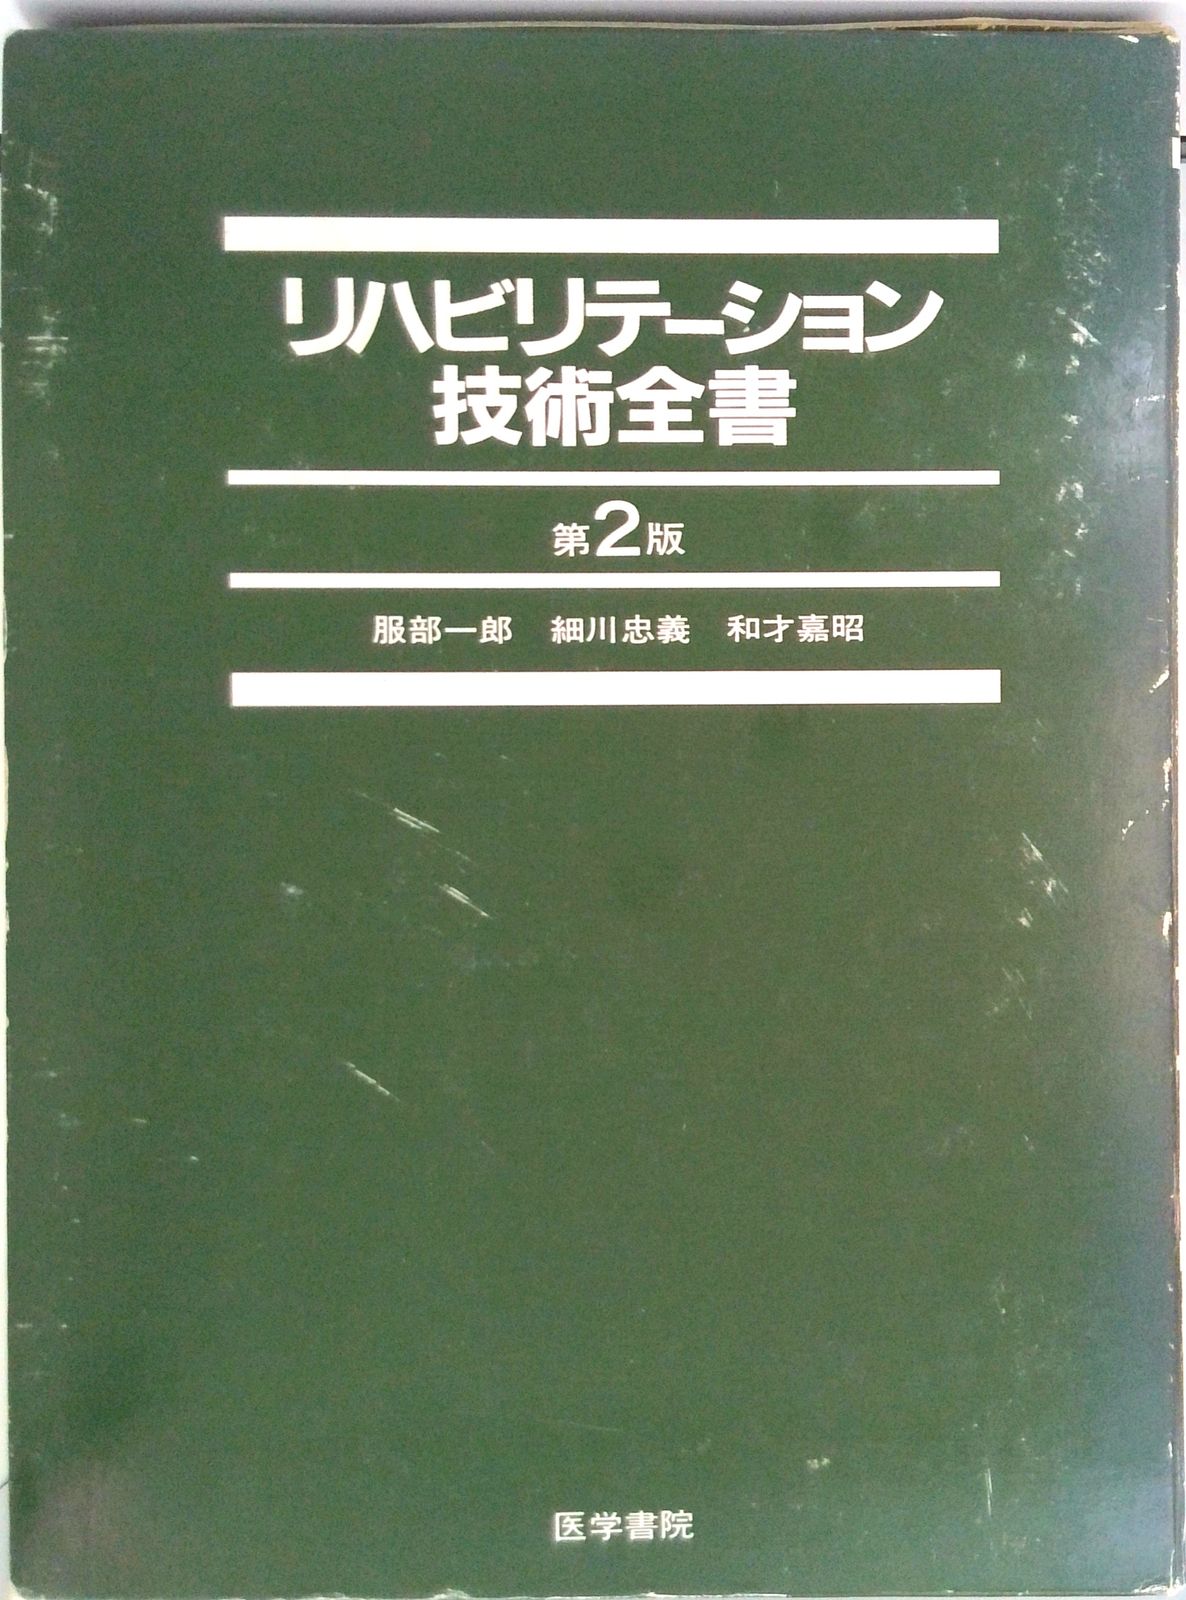 リハビリテーション
技術全書
第2版
服部一郎 細川忠義 和才嘉昭
医学書院